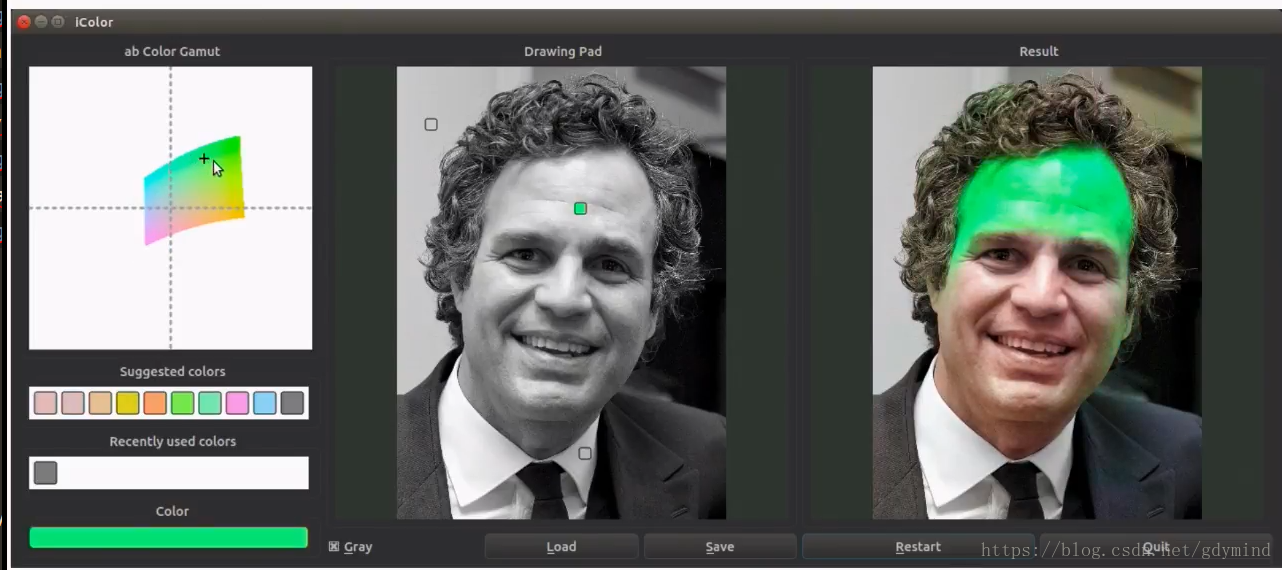 iColor
ab Color Gamut
Drawing Pad
Result
Suggested colors
Recently used colors
Color
Gray
Load
Save
Restart
Quit
https://blog.csdn.net/gdymind